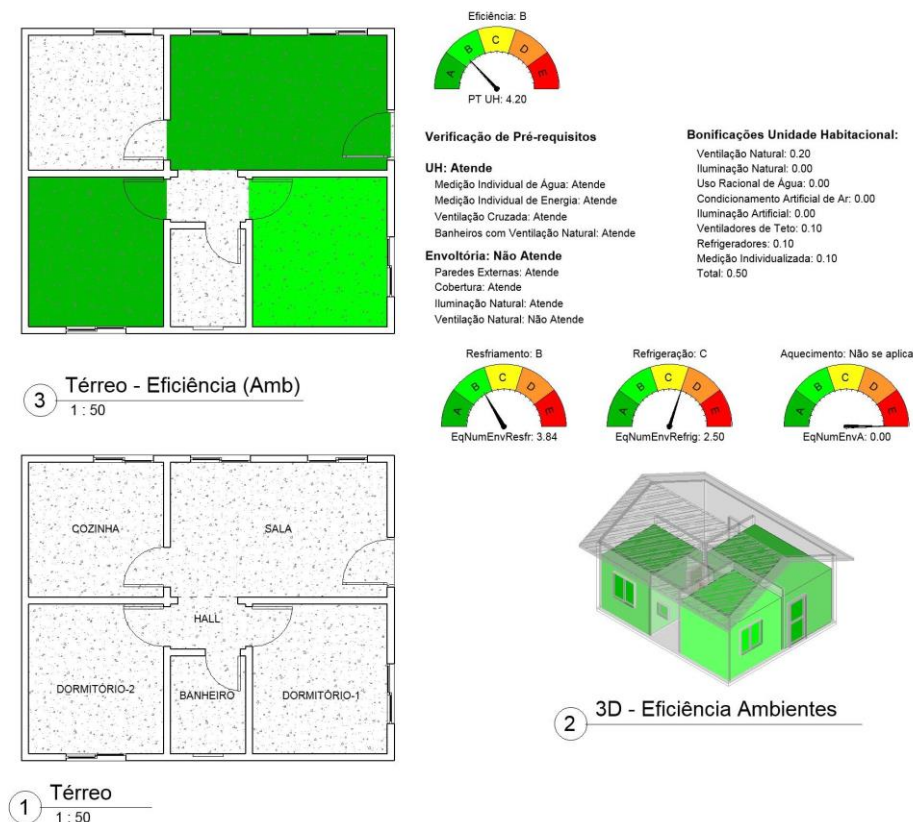 Eficiência: B
A
B
C
D
E
PT UH: 4.20
Verificação de Pré-requisitos
UH: Atende
Medição Individual de Água: Atende
Medição Individual de Energia: Atende
Ventilação Cruzada: Atende
Banheiros com Ventilação Natural: Atende
Envoltória: Não Atende
Paredes Externas: Atende
Cobertura: Atende
Iluminação Natural: Atende
Ventilação Natural: Não Atende
Bonificações Unidade Habitacional:
Ventilação Natural: 0.20
Iluminação Natural: 0.00
Uso Racional de Água: 0.00
Condicionamento Artificial de Ar: 0.00
Iluminação Artificial: 0.00
Ventiladores de Teto: 0.10
Refrigeradores: 0.10
Medição Individualizada: 0.10
Total: 0.50
3
Térreo - Eficiência (Amb)
1 : 50
Resfriamento: B
A
B
C
D
E
EqNumEnvResfr: 3.84
Refrigeração: C
A
B
C
D
E
EqNumEnvRefrig: 2.50
Aquecimento: Não se aplica
A
B
C
D
E
EqNumEnvA: 0.00
COZINHA
SALA
HALL
DORMITÓRIO-2
BANHEIRO
DORMITÓRIO-1
2
3D - Eficiência Ambientes
1
Térreo
1 : 50